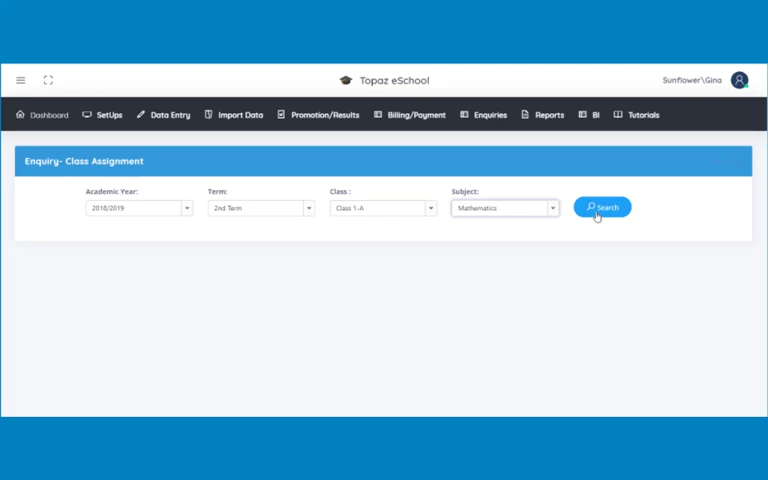 Topaz eSchool
Sunflower\Gina
Dashboard SetUps Data Entry Import Data Promotion/Results Billing/Payment Enquiries Reports BI Tutorials
Enquiry- Class Assignment
Academic Year: Term: Class : Subject:
2018/2019 2nd Term Class 1-A Mathematics Search